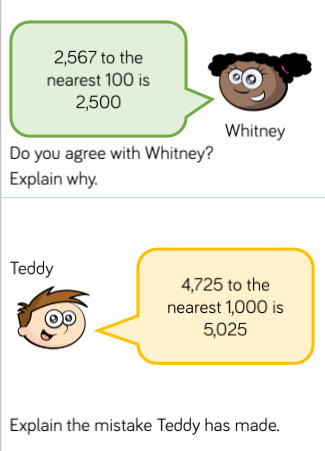 2,567 to the
nearest 100 is
2,500
Whitney
Do you agree with Whitney?
Explain why.
Teddy
4,725 to the
nearest 1,000 is
5,025
Explain the mistake Teddy has made.